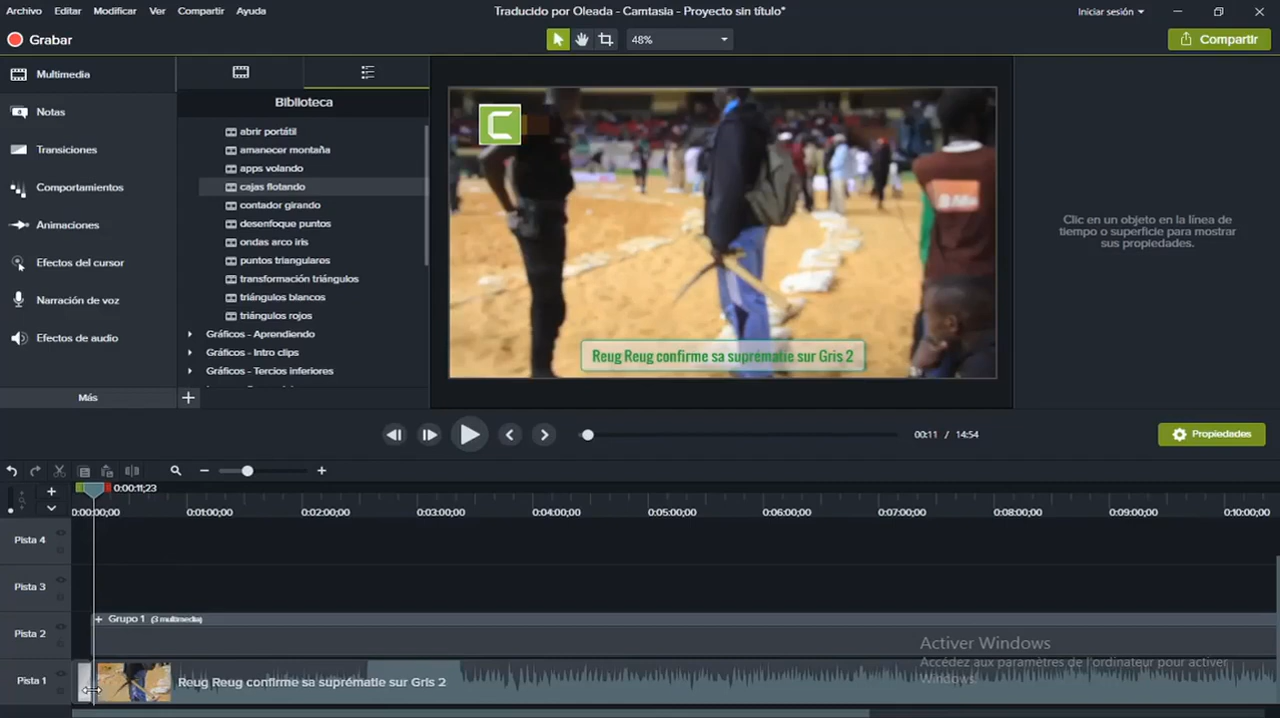 Archivo Editar Modificar Ver Compartir Ayuda
Traducido por Oleada - Camtasia - Proyecto sin título*
Iniciar sesión
Grabar
48%
Compartir
Multimedia
Notas
Transiciones
Comportamientos
Animaciones
Efectos del cursor
Narración de voz
Efectos de audio
Más
Biblioteca
abrir portátil
amanecer montaña
apps volando
cajas flotando
contador girando
desenfoque puntos
ondas arco iris
puntos triangulares
transformación triángulos
triángulos blancos
triángulos rojos
Gráficos - Aprendiendo
Gráficos - Intro clips
Gráficos - Tercios inferiores
C
Reug Reug confirme sa suprématie sur Gris 2
Clic en un objeto en la línea de
tiempo o superficie para mostrar
sus propiedades.
00:11 / 14:54
Propiedades
0:00:11;23
0:00:00;00 0:01:00;00 0:02:00;00 0:03:00;00 0:04:00;00 0:05:00;00 0:06:00;00 0:07:00;00 0:08:00;00 0:09:00;00 0:10:00;00
Pista 4
Pista 3
Pista 2
+ Grupo 1 (3 multimedia)
Pista 1
Reug Reug confirme sa suprématie sur Gris 2
Activer Windows
Accédez aux paramètres de l'ordinateur pour activer
Windows.